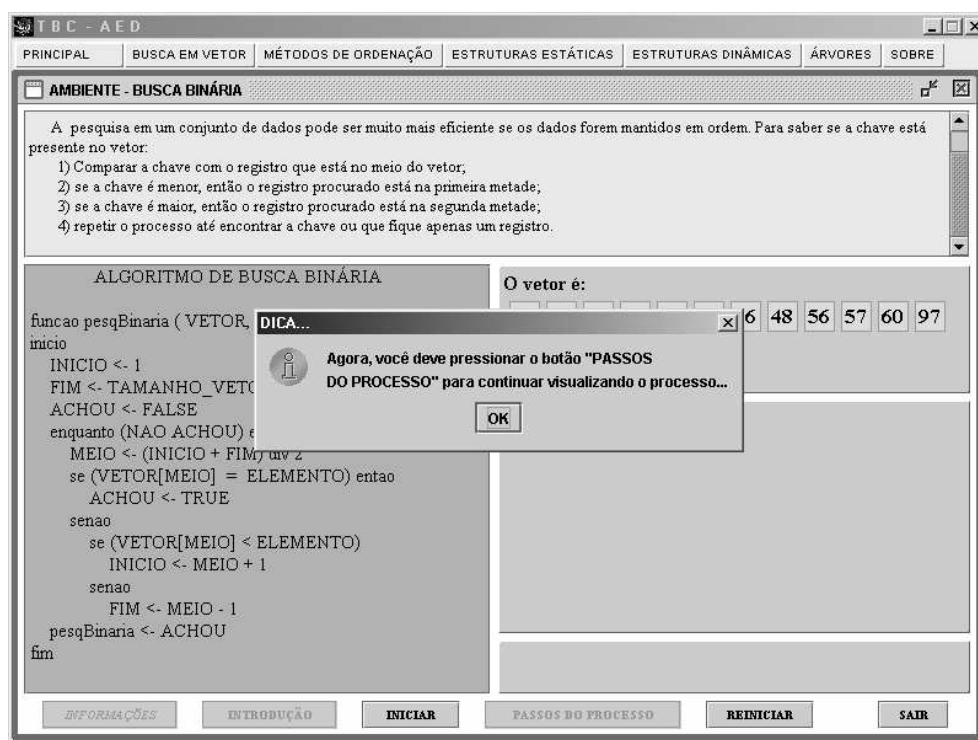 TBC - AED
PRINCIPAL BUSCA EM VETOR MÉTODOS DE ORDENAÇÃO ESTRUTURAS ESTÁTICAS ESTRUTURAS DINÂMICAS ÁRVORES SOBRE
AMBIENTE - BUSCA BINÁRIA
A pesquisa em um conjunto de dados pode ser muito mais eficiente se os dados forem mantidos em ordem. Para saber se a chave está
presente no vetor:
1) Comparar a chave com o registro que está no meio do vetor;
2) se a chave é menor, então o registro procurado está na primeira metade;
3) se a chave é maior, então o registro procurado está na segunda metade;
4) repetir o processo até encontrar a chave ou que fique apenas um registro.
ALGORITMO DE BUSCA BINÁRIA
funcao pesqBinaria ( VETOR,
inicio
INICIO <- 1
FIM <- TAMANHO_VETO
ACHOU <- FALSE
enquanto (NAO ACHOU) e
MEIO <- (INICIO + FIM) div 2
se (VETOR[MEIO] = ELEMENTO) entao
ACHOU <- TRUE
senao
se (VETOR[MEIO] < ELEMENTO)
INICIO <- MEIO + 1
senao
FIM <- MEIO - 1
pesqBinaria <- ACHOU
fim
O vetor é:
6 48 56 57 60 97
DICA...
Agora, você deve pressionar o botão "PASSOS
DO PROCESSO" para continuar visualizando o processo...
OK
INFORMAÇÕES INTRODUÇÃO INICIAR PASSOS DO PROCESSO REINICIAR SAIR